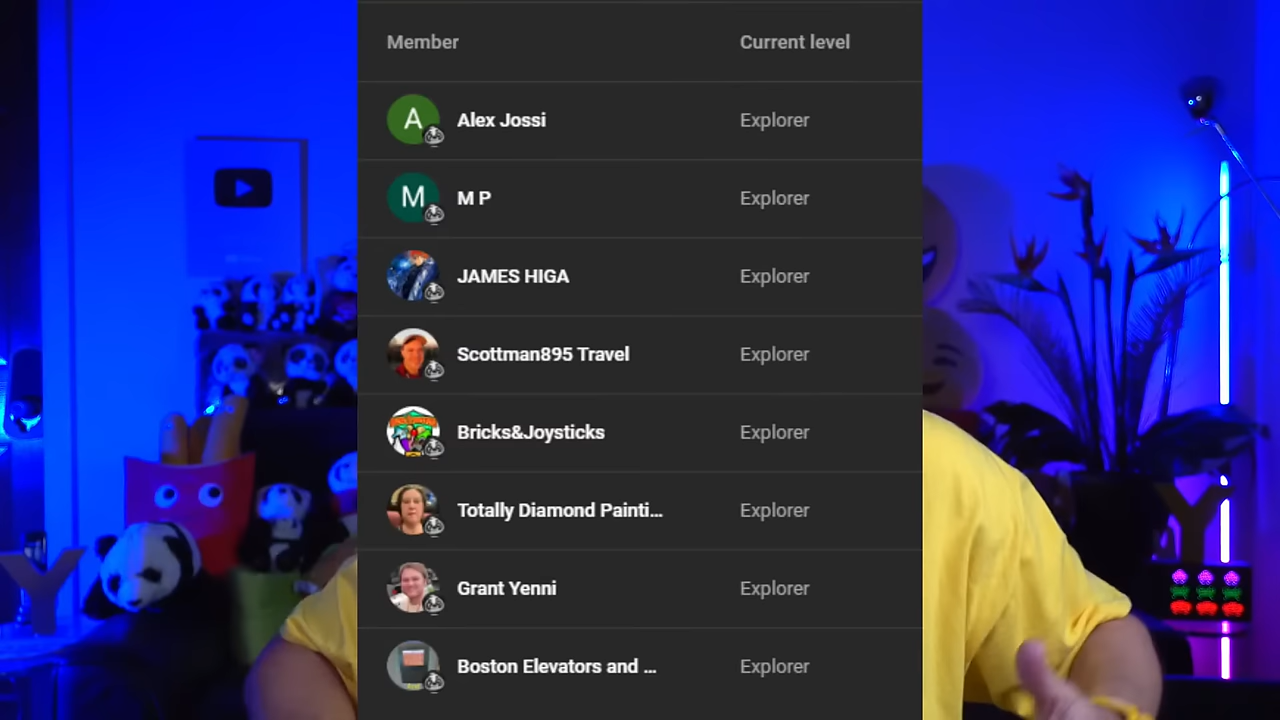 Member Current level
A Alex Jossi Explorer
M M P Explorer
JAMES HIGA Explorer
Scottman895 Travel Explorer
Bricks&Joysticks Explorer
Totally Diamond Painti... Explorer
Grant Yenni Explorer
Boston Elevators and ... Explorer